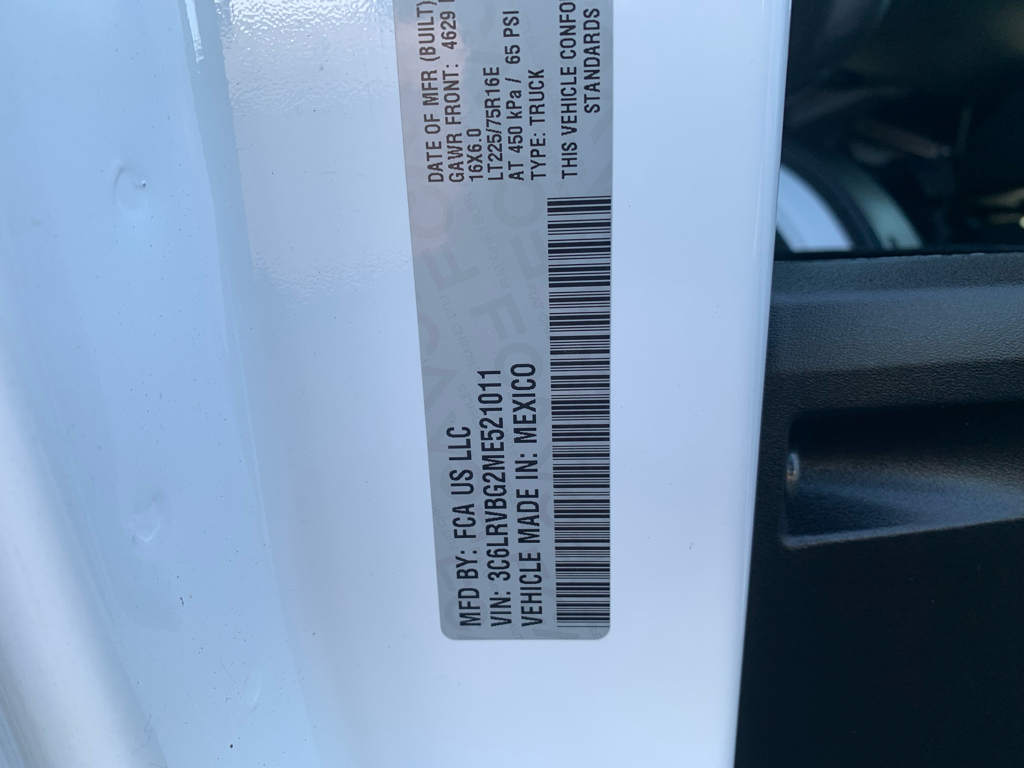 MFD BY: FCA US LLC
VIN: 3C6LRVBG2ME521011
VEHICLE MADE IN: MEXICO
DATE OF MFR (BUILT)
GAWR FRONT: 4629
16X6.0
LT225/75R16E
AT 450 kPa / 65 PSI
TYPE: TRUCK
THIS VEHICLE CONFO
STANDARDS